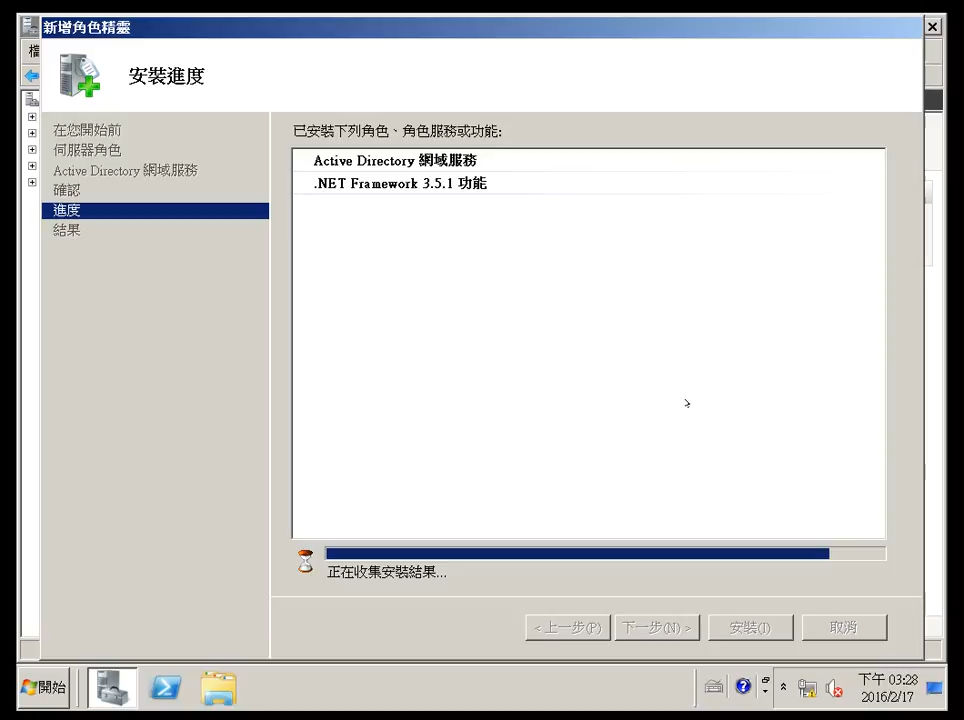 新增角色精靈
檔
安裝進度
在您開始前
伺服器角色
Active Directory 網域服務
確認
進度
結果
已安裝下列角色、角色服務或功能:
Active Directory 網域服務
.NET Framework 3.5.1 功能
正在收集安裝結果...
< 上一步(P)
下一步(N) >
安裝(I)
取消
開始
下午 03:28
2016/2/17